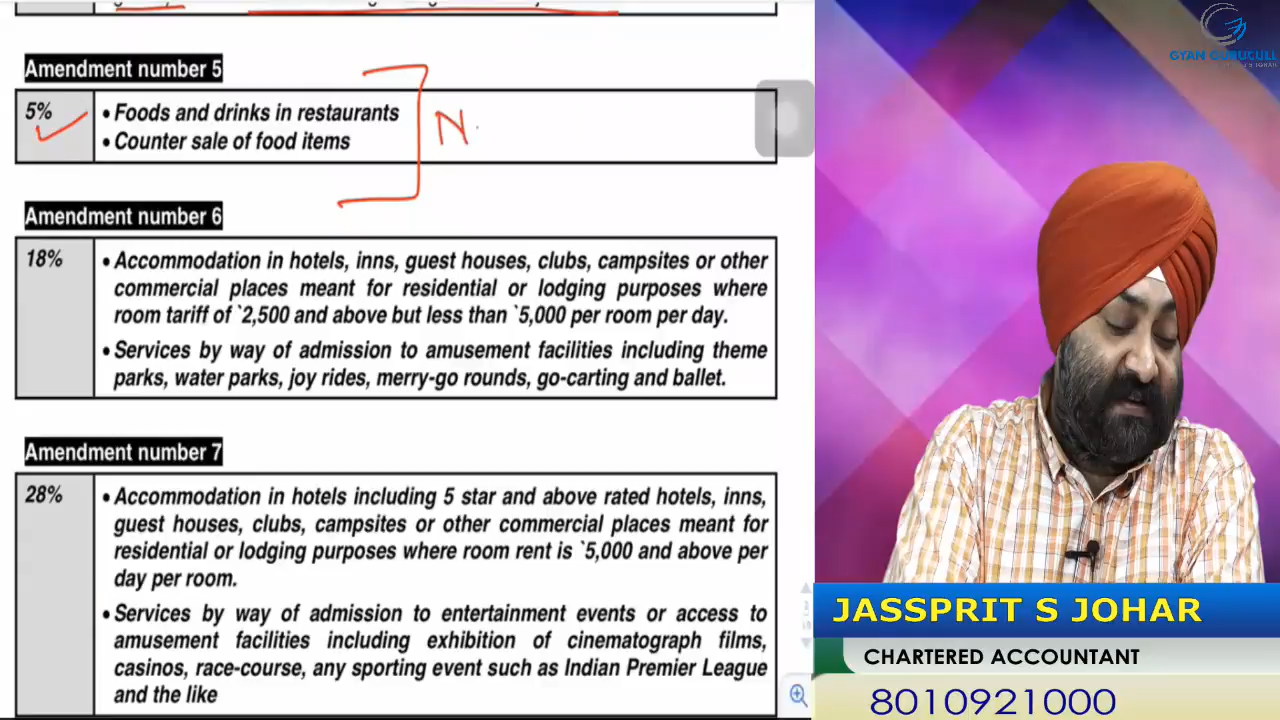 GYAN GURUCULL
Amendment number 5
5%
• Foods and drinks in restaurants
• Counter sale of food items
N
Amendment number 6
18%
• Accommodation in hotels, inns, guest houses, clubs, campsites or other
commercial places meant for residential or lodging purposes where
room tariff of `2,500 and above but less than `5,000 per room per day.
• Services by way of admission to amusement facilities including theme
parks, water parks, joy rides, merry-go rounds, go-carting and ballet.
Amendment number 7
28%
• Accommodation in hotels including 5 star and above rated hotels, inns,
guest houses, clubs, campsites or other commercial places meant for
residential or lodging purposes where room rent is `5,000 and above per
day per room.
• Services by way of admission to entertainment events or access to
amusement facilities including exhibition of cinematograph films,
casinos, race-course, any sporting event such as Indian Premier League
and the like
JASSPRIT S JOHAR
CHARTERED ACCOUNTANT
8010921000